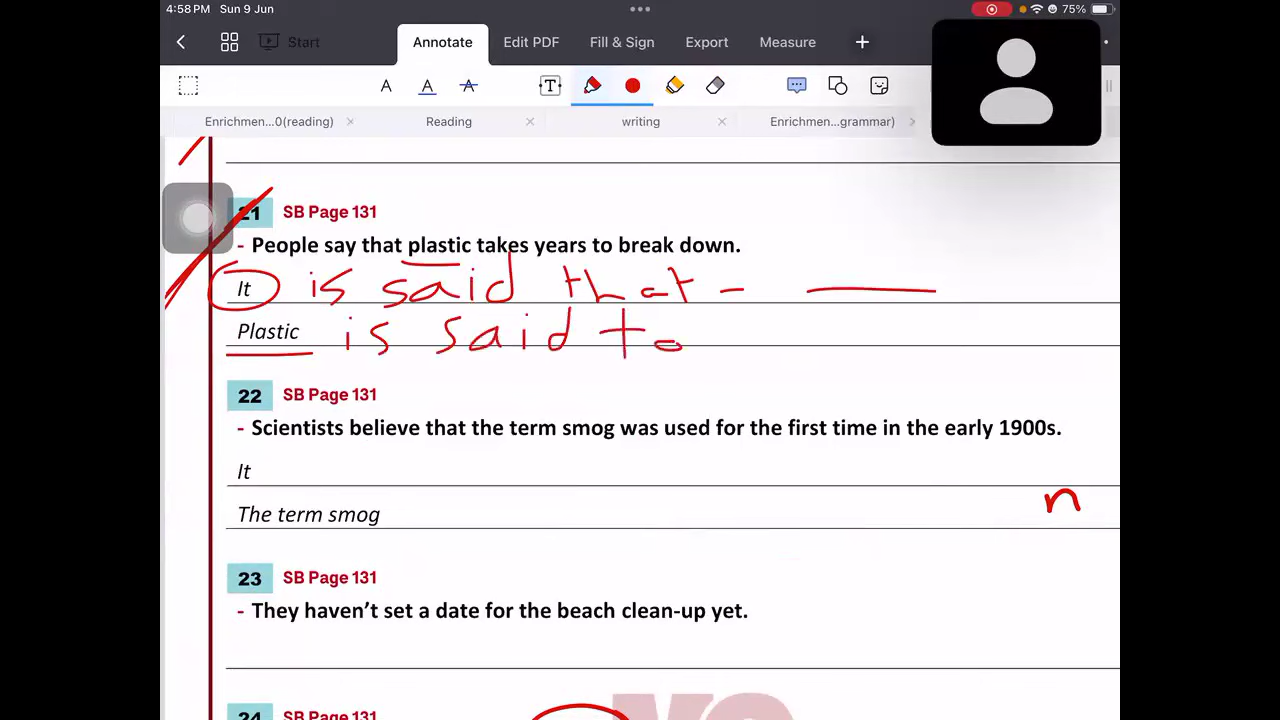 4:58 PM Sun 9 Jun 75%
Start Annotate Edit PDF Fill & Sign Export Measure
A A A T
Enrichmen...0(reading) Reading writing Enrichmen...grammar)
21 SB Page 131
- People say that plastic takes years to break down.
It is said that -
Plastic is said to
22 SB Page 131
- Scientists believe that the term smog was used for the first time in the early 1900s.
It
n
The term smog
23 SB Page 131
- They haven't set a date for the beach clean-up yet.
24 SB Page 131